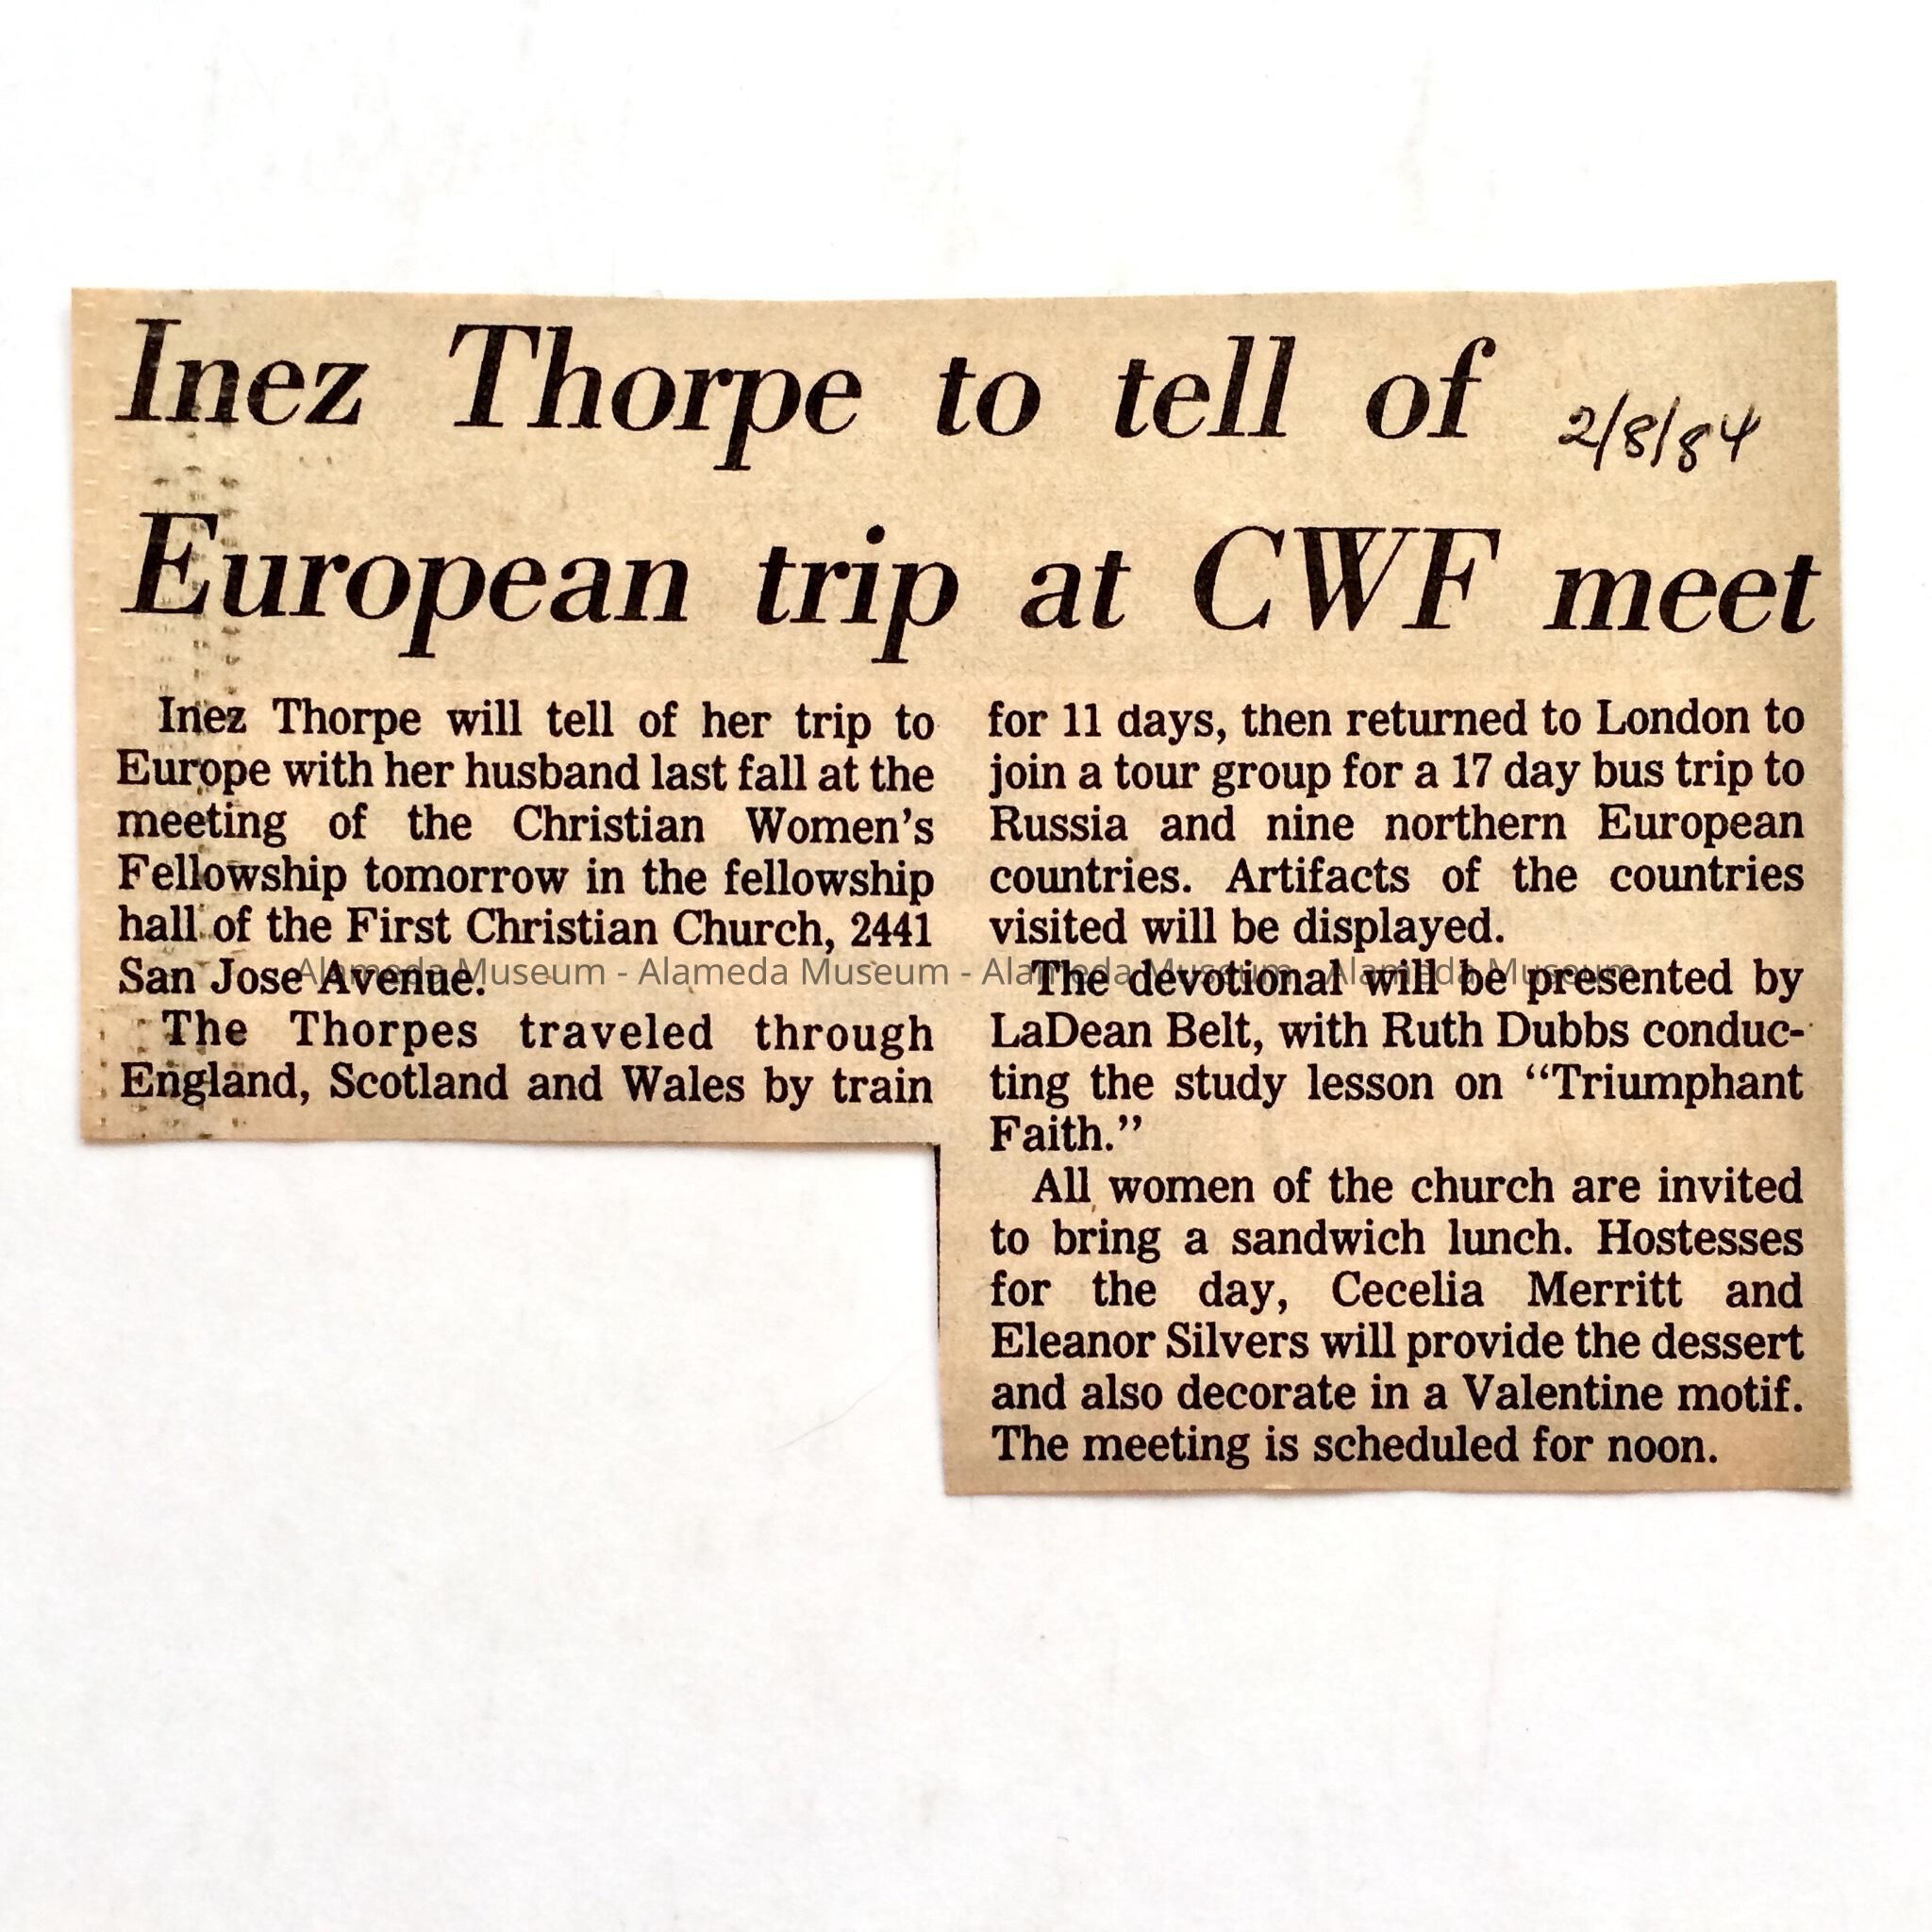 Inez Thorpe to tell of
2/8/84
European trip at CWF meet
Inez Thorpe will tell of her trip to
Europe with her husband last fall at the
meeting of the Christian Women's
Fellowship tomorrow in the fellowship
hall of the First Christian Church, 2441
San Jose Avenue.
The Thorpes traveled through
England, Scotland and Wales by train
for 11 days, then returned to London to
join a tour group for a 17 day bus trip to
Russia and nine northern European
countries. Artifacts of the countries
visited will be displayed.
The devotional will be presented by
LaDean Belt, with Ruth Dubbs conduc-
ting the study lesson on “Triumphant
Faith.”
All women of the church are invited
to bring a sandwich lunch. Hostesses
for the day, Cecelia Merritt and
Eleanor Silvers will provide the dessert
and also decorate in a Valentine motif.
The meeting is scheduled for noon.
Alameda Museum - Alameda Museum - Alameda Museum - Alameda Museum